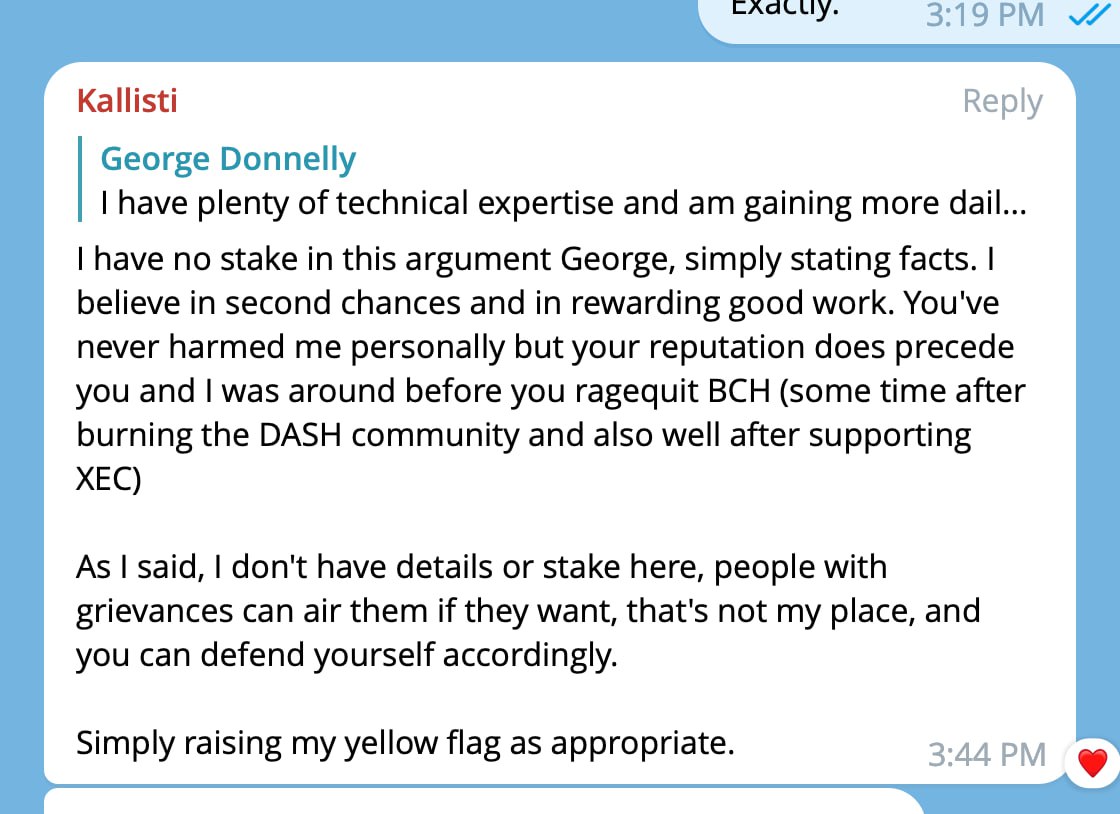 Exactly.
3:19 PM
Kallisti
Reply
George Donnelly
I have plenty of technical expertise and am gaining more dail...
I have no stake in this argument George, simply stating facts. I
believe in second chances and in rewarding good work. You've
never harmed me personally but your reputation does precede
you and I was around before you ragequit BCH (some time after
burning the DASH community and also well after supporting
XEC)
As I said, I don't have details or stake here, people with
grievances can air them if they want, that's not my place, and
you can defend yourself accordingly.
Simply raising my yellow flag as appropriate.
3:44 PM